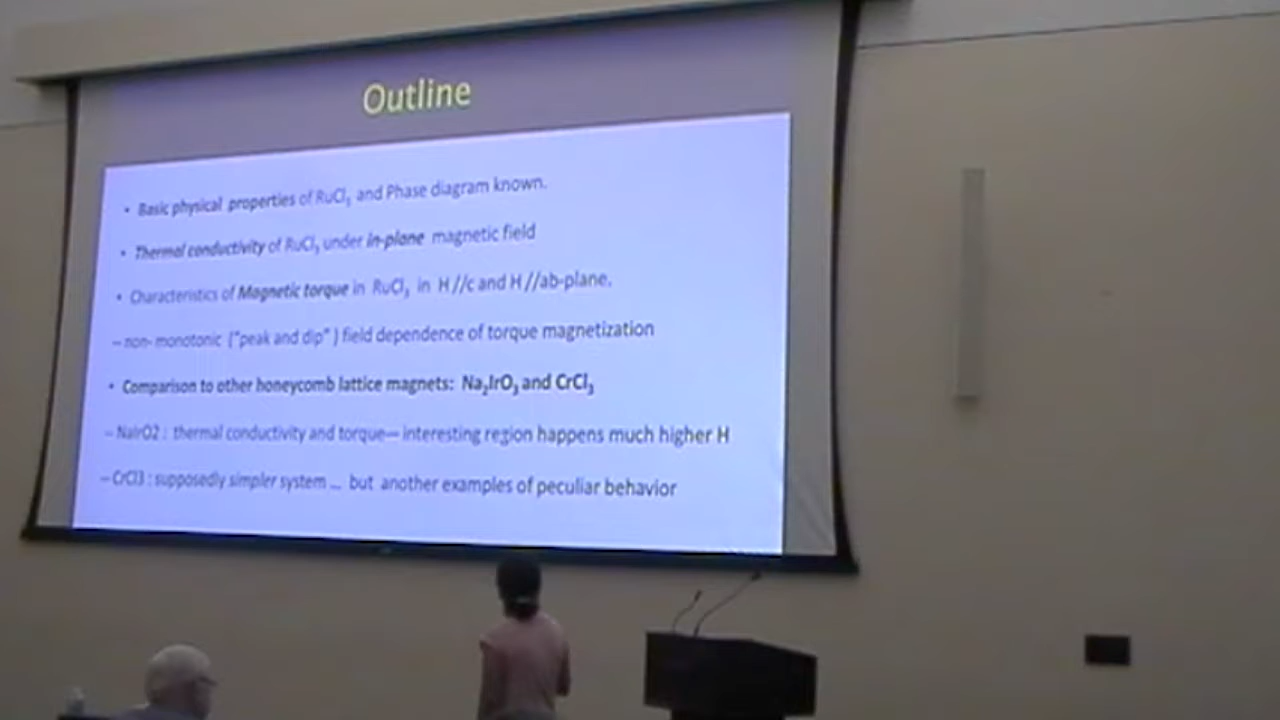 Outline
• Basic physical properties of RuCl₃ and Phase diagram known.
• Thermal conductivity of RuCl₃ under in-plane magnetic field
• Characteristics of Magnetic torque in RuCl₃ in H//c and H//ab-plane.
– non- monotonic ("peak and dip" ) field dependence of torque magnetization
• Comparison to other honeycomb lattice magnets: Na₂IrO₃ and CrCl₃
– NaIrO2 : thermal conductivity and torque— interesting region happens much higher H
– CrCl3 : supposedly simpler system ... but another examples of peculiar behavior